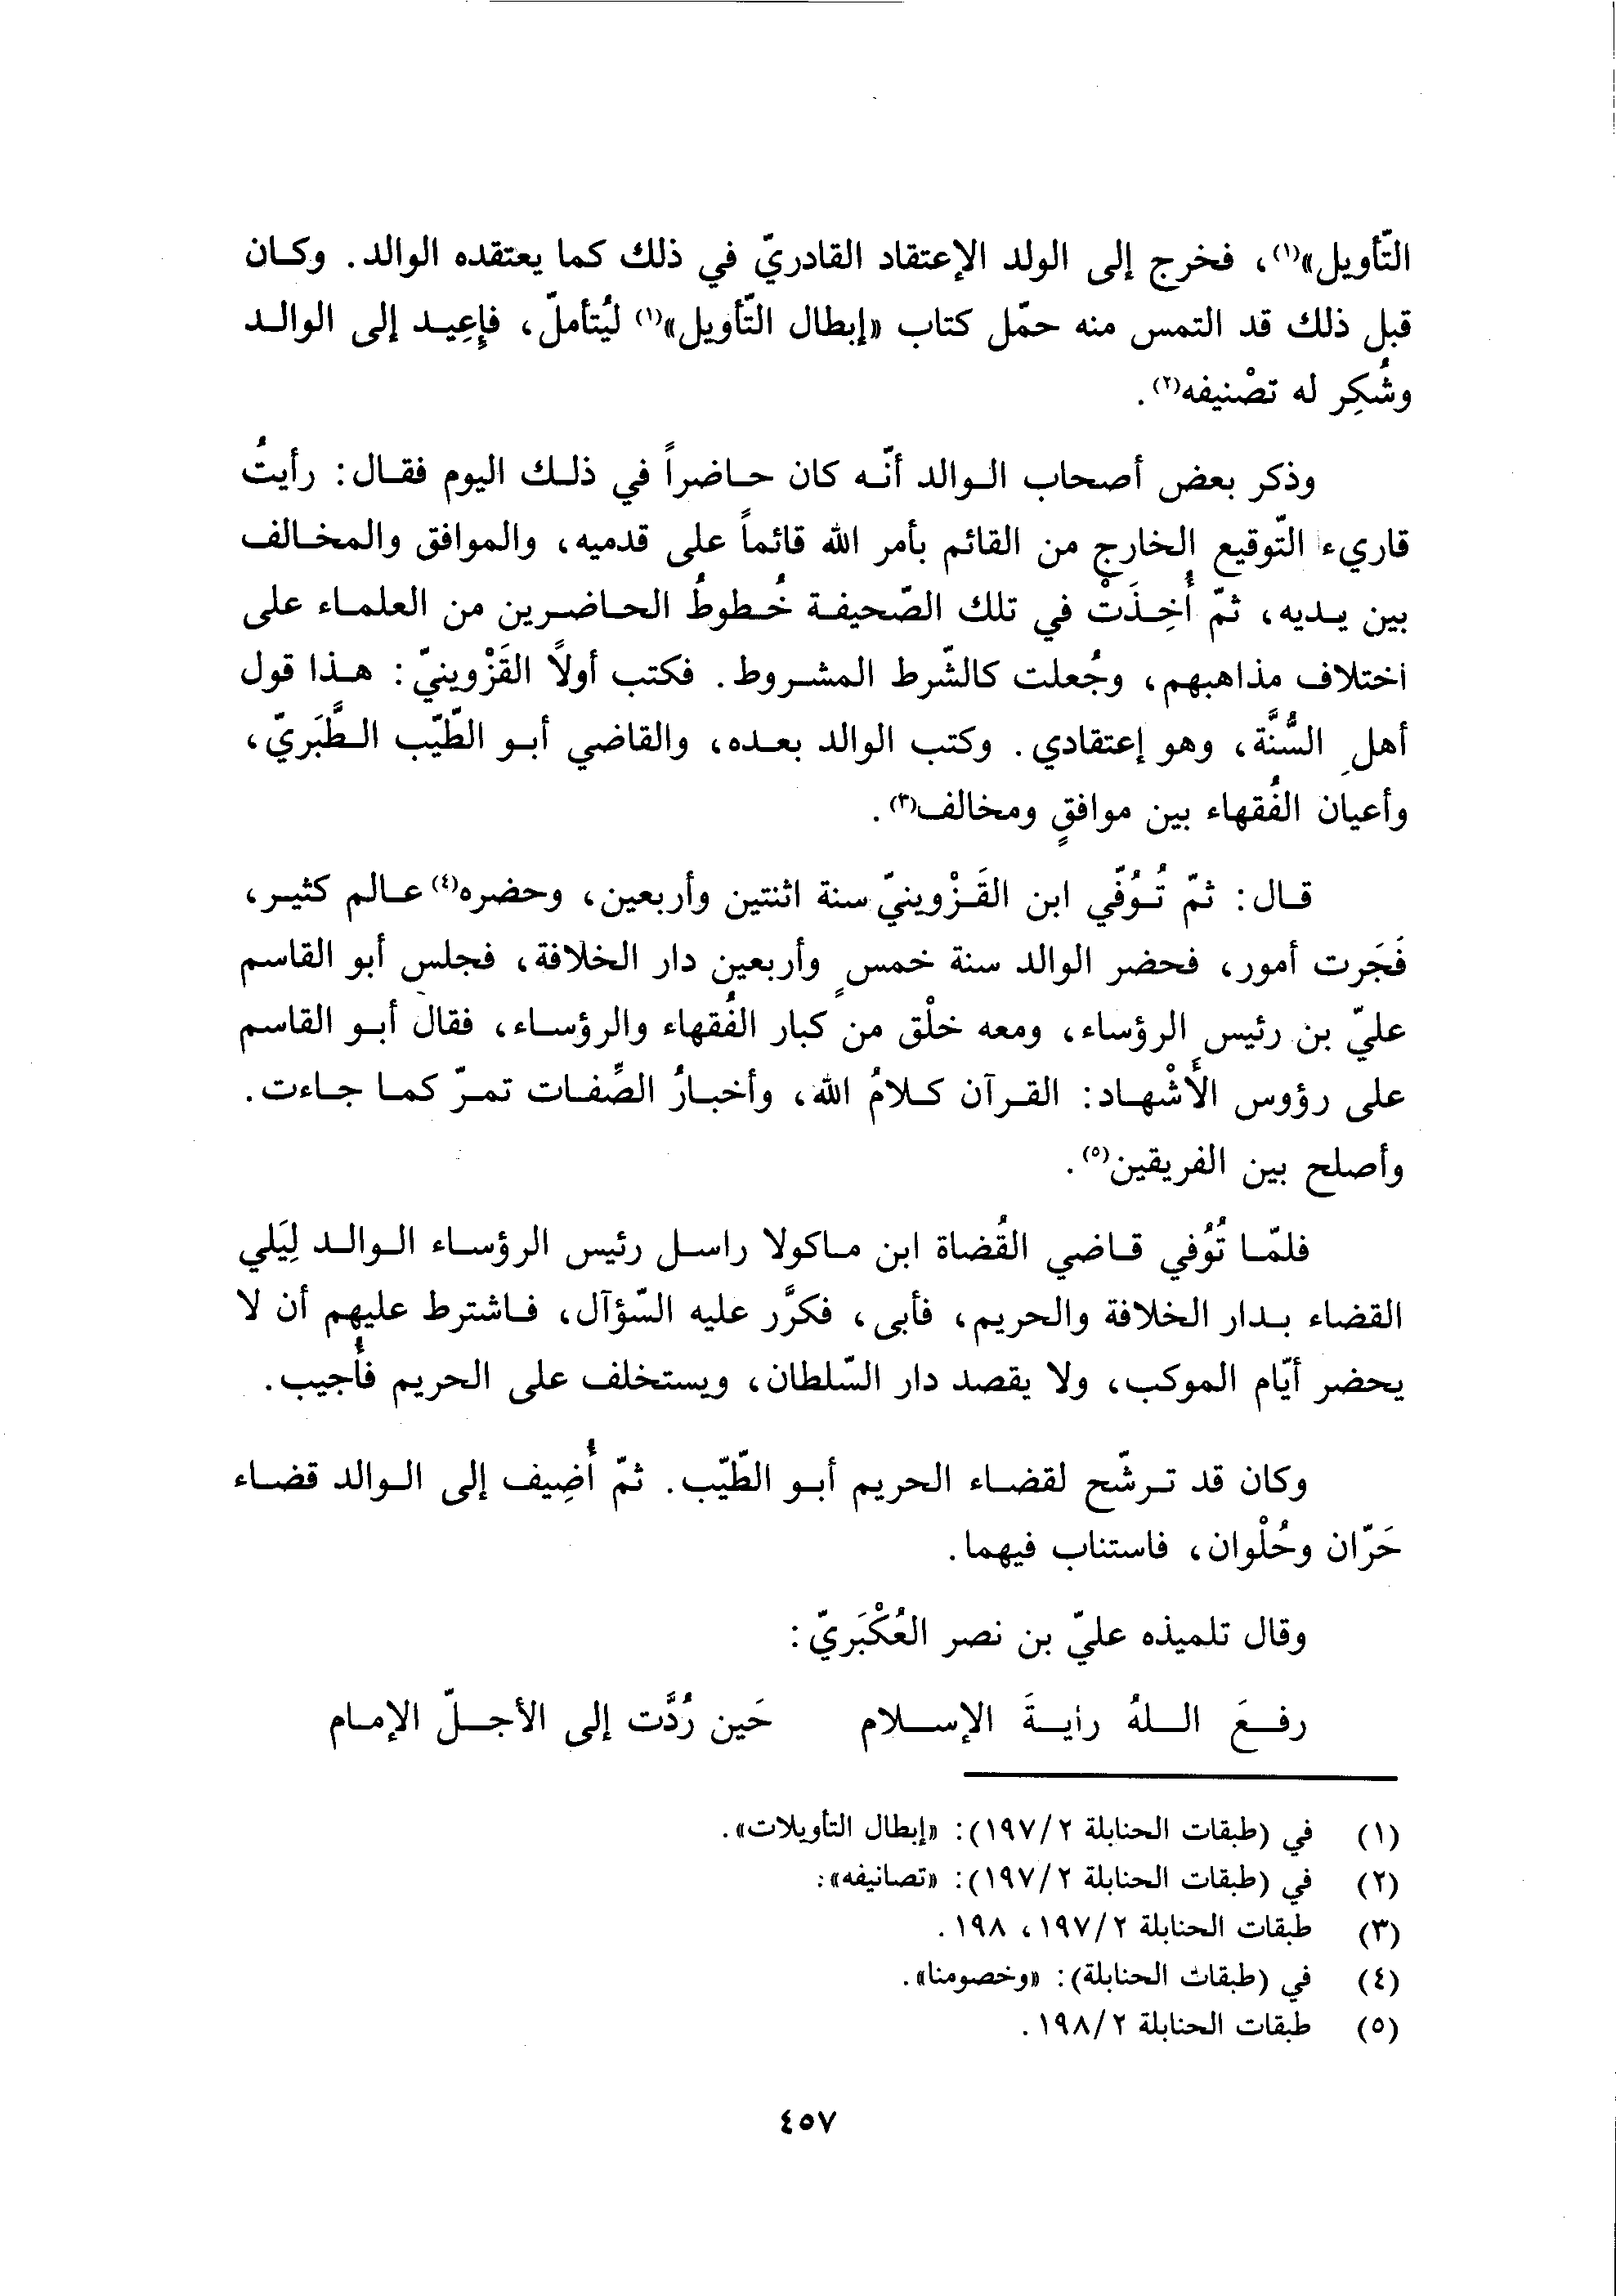 التّأويل»(١)، فخرج إلى الولد الإعتقاد القادريّ في ذلك كما يعتقده الوالد. وكان
قبل ذلك قد التمس منه حمّل كتاب «إبطال التّأويل»(١) ليُتأملّ، فإِعِيد إلى الوالد
وشُكِر له تصْنيفه(٢).
وذكر بعض أصحاب الوالد أنّه كان حاضراً في ذلك اليوم فقال: رأيتُ
قاريء التّوقيع الخارج من القائم بأمر الله قائماً على قدميه، والموافق والمخالف
بين يديه، ثمّ أُخِذَتْ في تلك الصّحيفة خُطوطُ الحاضرين من العلماء على
اختلاف مذاهبهم، وجُعلت كالشّرط المشروط. فكتب أولاً القَزْوينيّ: هذا قول
أهلِ السُّنَّة، وهو إعتقادي. وكتب الوالد بعده، والقاضي أبو الطّيّب الطَّبَريّ،
وأعيان الفُقهاء بين موافقٍ ومخالف(٣).
قال: ثمّ تُوُفّي ابن القَزْوينيّ سنة اثنتين وأربعين، وحضره(٤) عالم كثير،
فَجَرت أمور، فحضر الوالد سنة خمسٍ وأربعين دار الخلافة، فجلس أبو القاسم
عليّ بن رئيس الرؤساء، ومعه خلْق من كبار الفُقهاء والرؤساء، فقال أبو القاسم
على رؤوس الأَشْهاد: القرآن كلامُ الله، وأخبارُ الصِّفات تمرّ كما جاءت.
وأصلح بين الفريقين(٥).
فلمّا تُوُفي قاضي القُضاة ابن ماكولا راسل رئيس الرؤساء الوالد لِيَلي
القضاء بدار الخلافة والحريم، فأبى، فكرَّر عليه السّؤآل، فاشترط عليهم أن لا
يحضر أيّام الموكب، ولا يقصد دار السّلطان، ويستخلف على الحريم فأُجيب.
وكان قد ترشّح لقضاء الحريم أبو الطّيّب. ثمّ أُضِيف إلى الوالد قضاء
حَرّان وحُلْوان، فاستناب فيهما.
وقال تلميذه عليّ بن نصر العُكْبَريّ:
رفعَ اللهُ رايةَ الإسلام حَين رُدَّت إلى الأجلّ الإمام
(١) في (طبقات الحنابلة ١٩٧/٢): «إبطال التأويلات».
(٢) في (طبقات الحنابلة ١٩٧/٢): «تصانيفه»:
(٣) طبقات الحنابلة ١٩٧/٢، ١٩٨.
(٤) في (طبقات الحنابلة): «وخصومنا».
(٥) طبقات الحنابلة ١٩٨/٢.
٤٥٧